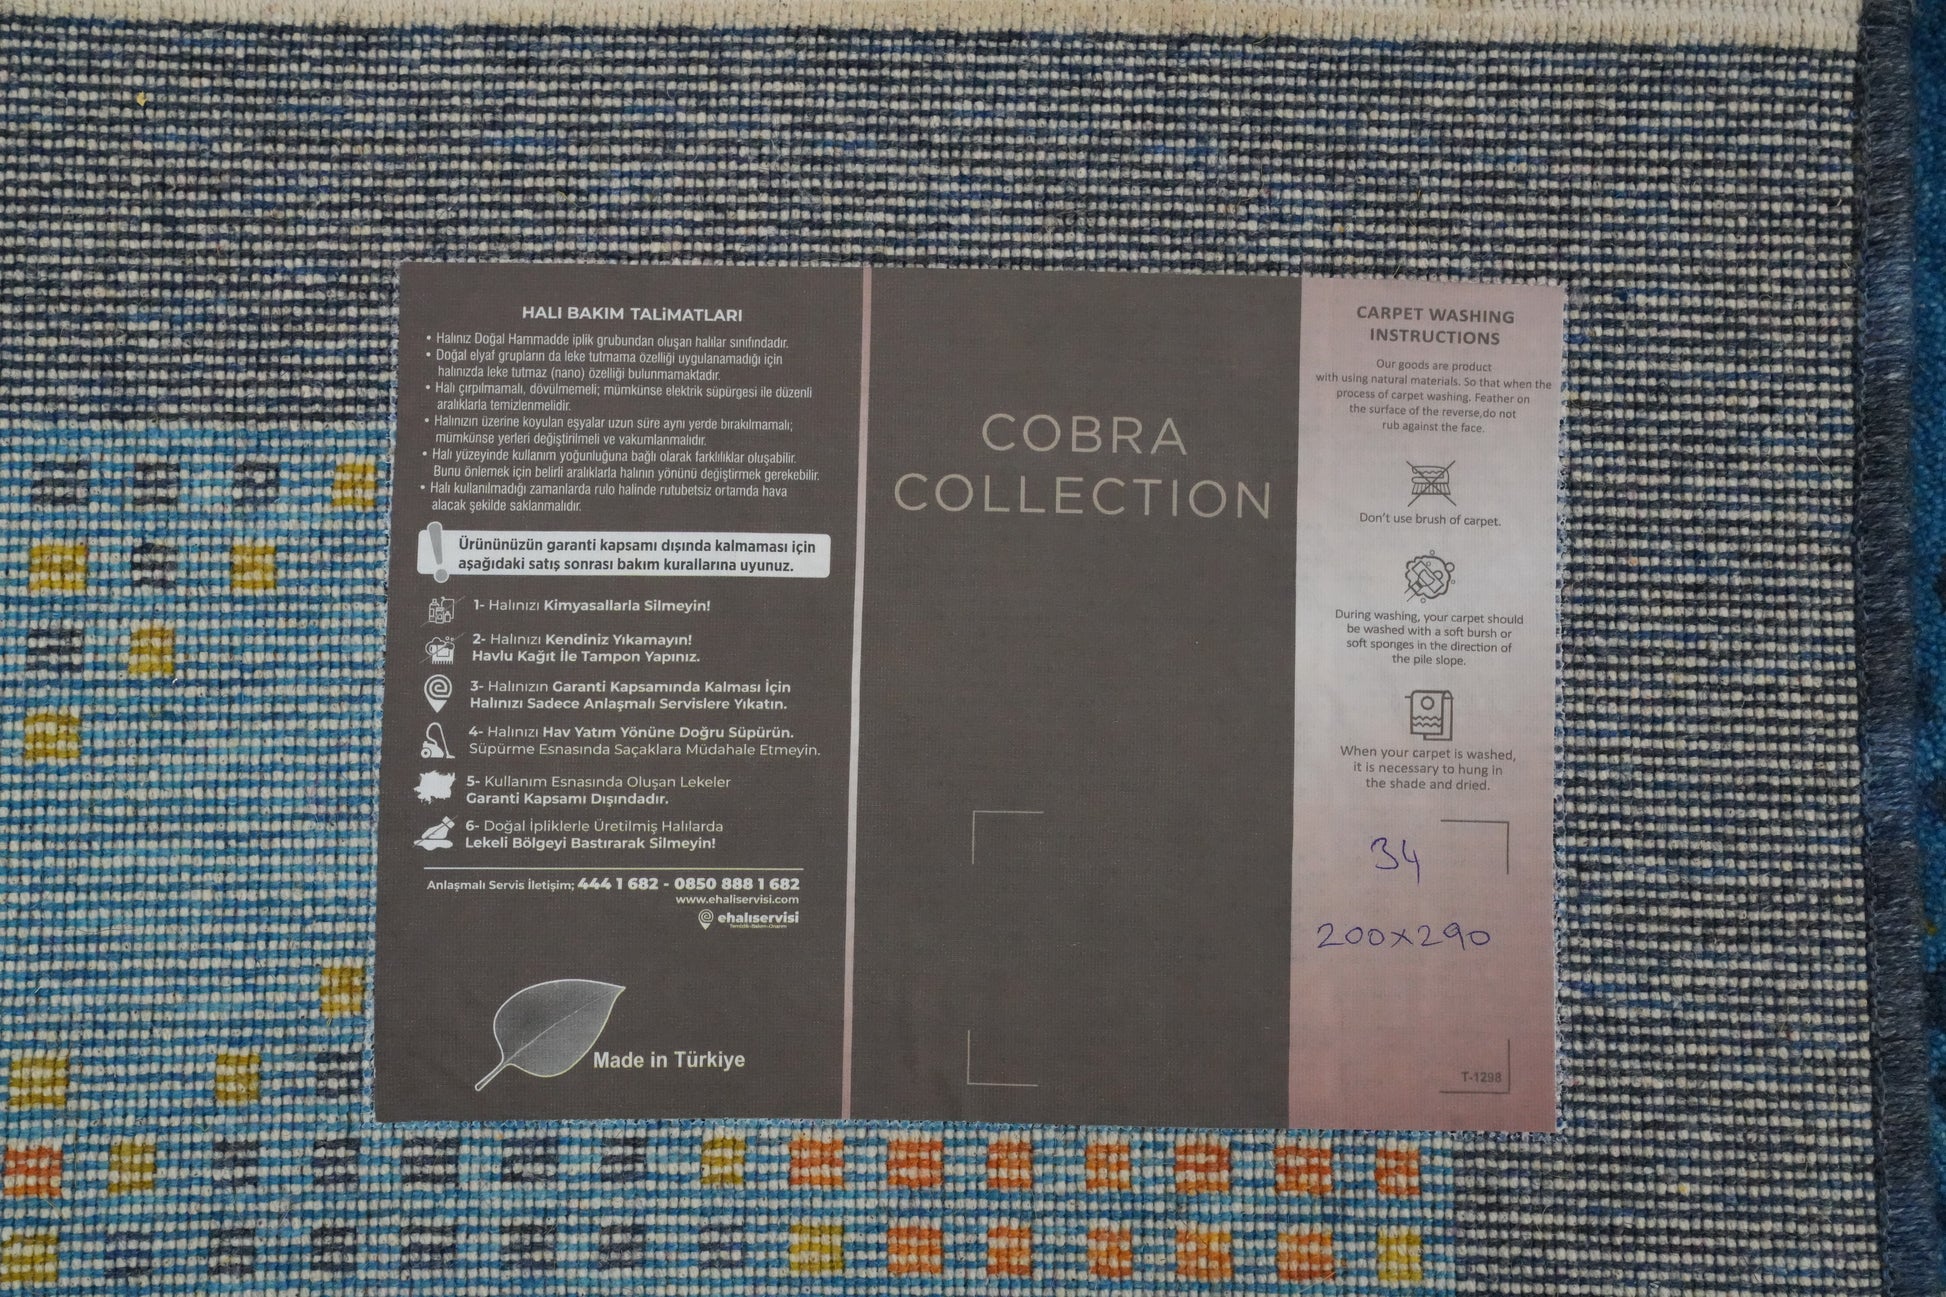 HALI BAKIM TALiMATLARI
• Halınız Doğal Hammadde iplik grubundan oluşan halılar sınıfındadır.
• Doğal elyaf grupların da leke tutmama özelliği uygulanamadığı için
halınızda leke tutmaz (nano) özelliği bulunmamaktadır.
• Halı çırpılmamalı, dövülmemeli; mümkünse elektrik süpürgesi ile düzenli
aralıklarla temizlenmelidir.
• Halınızın üzerine koyulan eşyalar uzun süre aynı yerde bırakılmamalı;
mümkünse yerleri değiştirilmeli ve vakumlanmalıdır.
• Halı yüzeyinde kullanım yoğunluğuna bağlı olarak farklılıklar oluşabilir.
Bunu önlemek için belirli aralıklarla halının yönünü değiştirmek gerekebilir.
• Halı kullanılmadığı zamanlarda rulo halinde rutubetsiz ortamda hava
alacak şekilde saklanmalıdır.
Ürününüzün garanti kapsamı dışında kalmaması için
aşağıdaki satış sonrası bakım kurallarına uyunuz.
1- Halınızı Kimyasallarla Silmeyin!
2- Halınızı Kendiniz Yıkamayın!
Havlu Kağıt İle Tampon Yapınız.
3- Halınızın Garanti Kapsamında Kalması İçin
Halınızı Sadece Anlaşmalı Servislere Yıkatın.
4- Halınızı Hav Yatım Yönüne Doğru Süpürün.
Süpürme Esnasında Saçaklara Müdahale Etmeyin.
5- Kullanım Esnasında Oluşan Lekeler
Garanti Kapsamı Dışındadır.
6- Doğal İpliklerle Üretilmiş Halılarda
Lekeli Bölgeyi Bastırarak Silmeyin!
Anlaşmalı Servis İletişim; 444 1 682 - 0850 888 1 682
www.ehaliservisi.com
ehalıservisi
Temizlik-Bakım-Onarım
Made in Türkiye
COBRA
COLLECTION
CARPET WASHING
INSTRUCTIONS
Our goods are product
with using natural materials. So that when the
process of carpet washing. Feather on
the surface of the reverse,do not
rub against the face.
Don't use brush of carpet.
During washing, your carpet should
be washed with a soft bursh or
soft sponges in the direction of
the pile slope.
When your carpet is washed,
it is necessary to hung in
the shade and dried.
34
200x290
T-1298